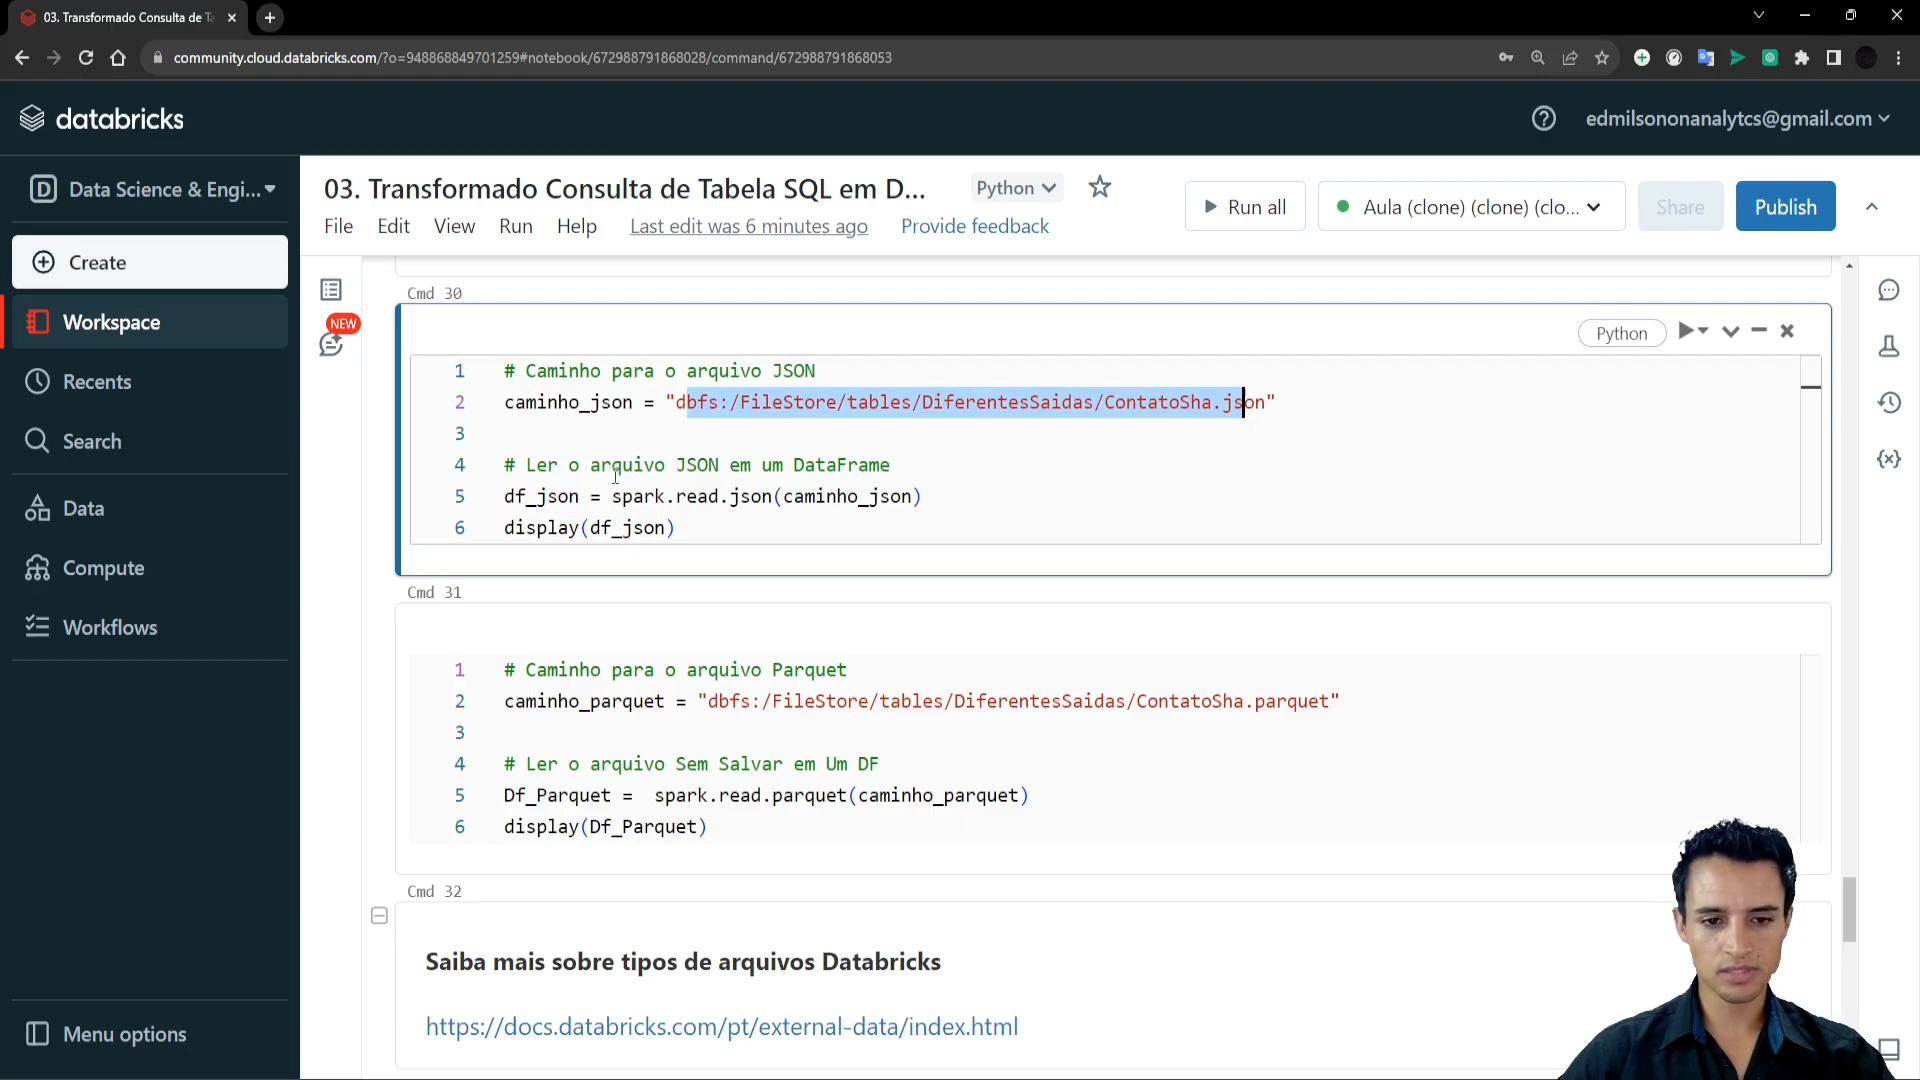 03. Transformado Consulta de Ta
community.cloud.databricks.com/?o=948868849701259#notebook/672988791868028/command/672988791868053
databricks
edmilsononanalytcs@gmail.com
D Data Science & Engi...
03. Transformado Consulta de Tabela SQL em D...
Python
File Edit View Run Help Last edit was 6 minutes ago Provide feedback
Run all
Aula (clone) (clone) (clo...
Share
Publish
Create
Workspace
Recents
Search
Data
Compute
Workflows
Menu options
NEW
Cmd 30
Python
1 # Caminho para o arquivo JSON
2 caminho_json = "dbfs:/FileStore/tables/DiferentesSaidas/ContatoSha.json"
3
4 # Ler o arquivo JSON em um DataFrame
5 df_json = spark.read.json(caminho_json)
6 display(df_json)
Cmd 31
1 # Caminho para o arquivo Parquet
2 caminho_parquet = "dbfs:/FileStore/tables/DiferentesSaidas/ContatoSha.parquet"
3
4 # Ler o arquivo Sem Salvar em Um DF
5 Df_Parquet =  spark.read.parquet(caminho_parquet)
6 display(Df_Parquet)
Cmd 32
Saiba mais sobre tipos de arquivos Databricks
https://docs.databricks.com/pt/external-data/index.html